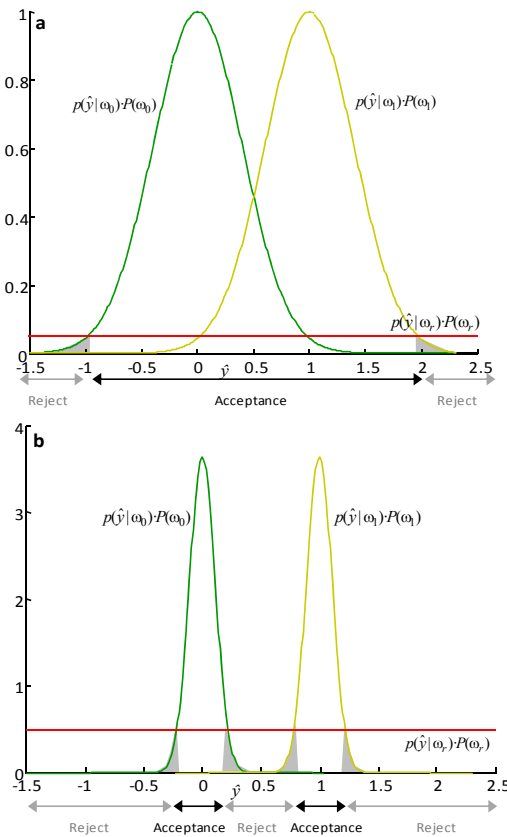 a
1
p(ŷ|ω₀)·P(ω₀)
p(ŷ|ω₁)·P(ω₁)
0.8
0.6
0.4
0.2
p(ŷ|ωᵣ)·P(ωᵣ)
0
-1.5 -1 -0.5 0 0.5 1 1.5 2 2.5
ŷ
Reject Acceptance Reject
b
4
p(ŷ|ω₀)·P(ω₀)
p(ŷ|ω₁)·P(ω₁)
3
2
1
p(ŷ|ωᵣ)·P(ωᵣ)
0
-1.5 -1 -0.5 0 0.5 1 1.5 2 2.5
ŷ
Reject Acceptance Reject Acceptance Reject